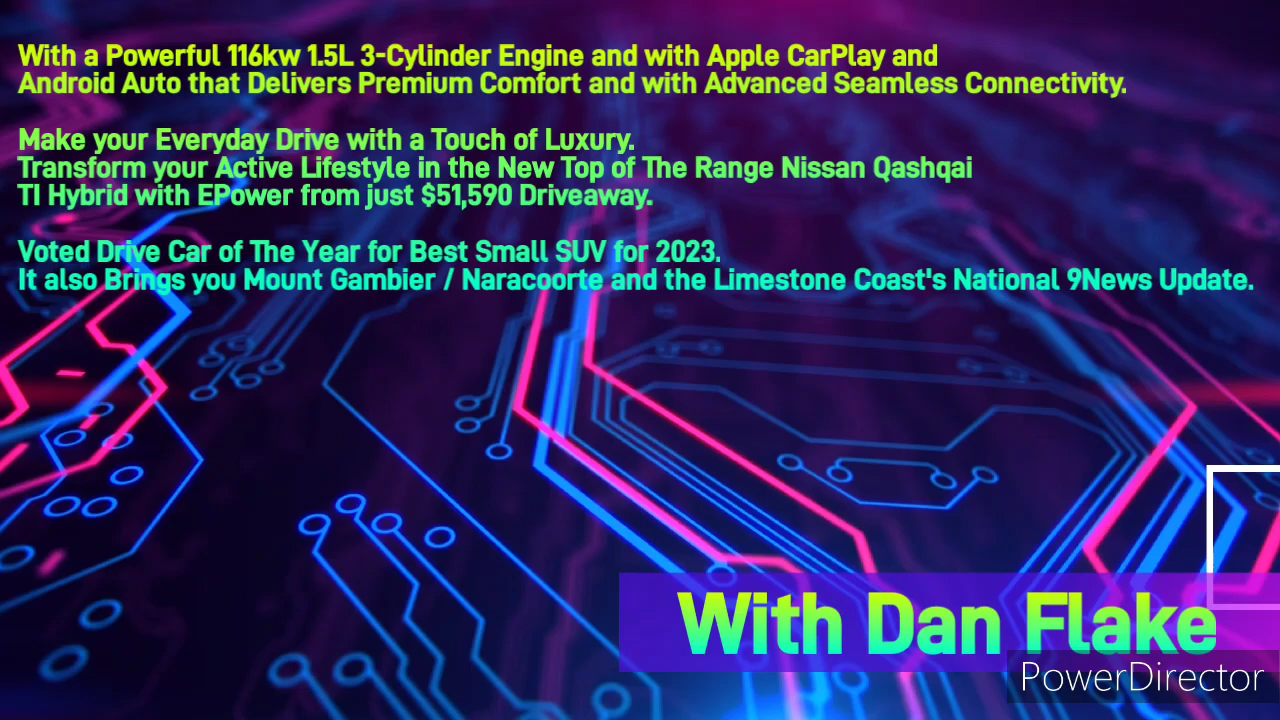 With a Powerful 116kw 1.5L 3-Cylinder Engine and with Apple CarPlay and
Android Auto that Delivers Premium Comfort and with Advanced Seamless Connectivity.
Make your Everyday Drive with a Touch of Luxury.
Transform your Active Lifestyle in the New Top of The Range Nissan Qashqai
TI Hybrid with EPower from just $51,590 Driveaway.
Voted Drive Car of The Year for Best Small SUV for 2023.
It also Brings you Mount Gambier / Naracoorte and the Limestone Coast's National 9News Update.
With Dan Flake
PowerDirector